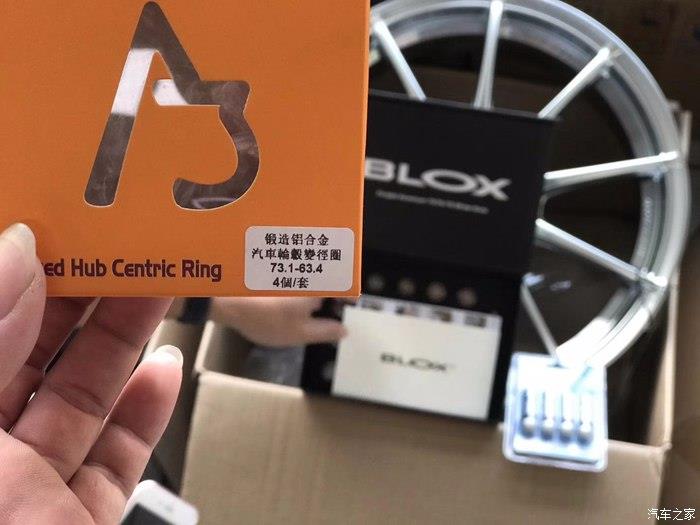 A3
ed Hub Centric Ring
锻造铝合金
汽車輪轂變徑圈
73.1-63.4
4個/套
BLOX
BLOX
汽车之家